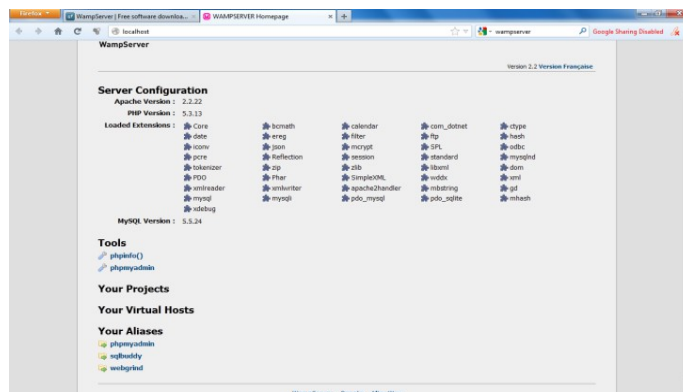 Firefox
WampServer | Free software downloa...
WAMPSERVER Homepage
localhost
wampserver
Google Sharing Disabled
WampServer
Version 2.2 Version Française
Server Configuration
Apache Version : 2.2.22
PHP Version : 5.3.13
Loaded Extensions : Core bcmath calendar com_dotnet ctype
date ereg filter ftp hash
iconv json mcrypt SPL odbc
pcre Reflection session standard mysqlnd
tokenizer zip zlib libxml dom
PDO Phar SimpleXML wddx xml
xmlreader xmlwriter apache2handler mbstring gd
mysql mysqli pdo_mysql pdo_sqlite mhash
xdebug
MySQL Version : 5.5.24
Tools
phpinfo()
phpmyadmin
Your Projects
Your Virtual Hosts
Your Aliases
phpmyadmin
sqlbuddy
webgrind